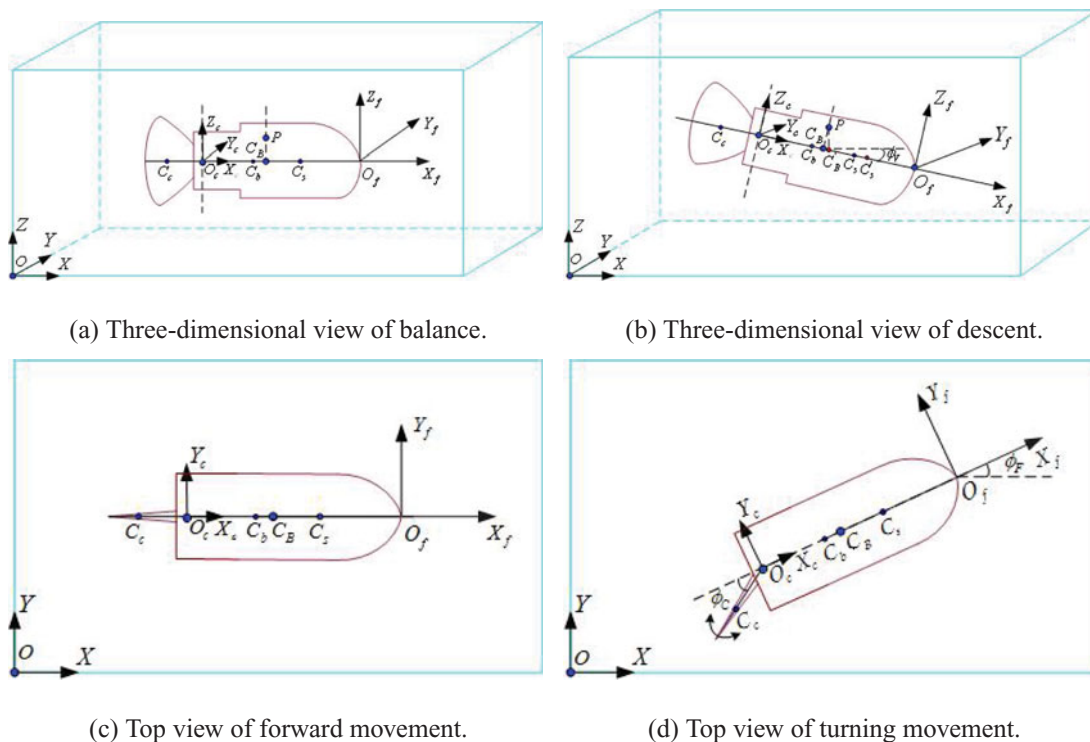 Z_f
Y_f
Z_c
P
Y_c
C_B
C_c
O_c
X
C_b
C_s
O_f
X_f
Z
Y
O
X
Z_c
Z_f
P
Y_c
C_B
Y_f
C_c
O_c
X
C_b
C_B
C_s
C_s
O_f
X_f
Z
Y
O
X
(a) Three-dimensional view of balance.
(b) Three-dimensional view of descent.
Y_f
Y_c
C_c
O_c
X_c
C_b
C_B
C_s
O_f
X_f
Y
O
X
Y_f
X_f
ϕ_F
O_f
Y_c
C_s
O_c
X_c
C_b
C_B
ϕ_C
C_c
Y
O
X
(c) Top view of forward movement.
(d) Top view of turning movement.